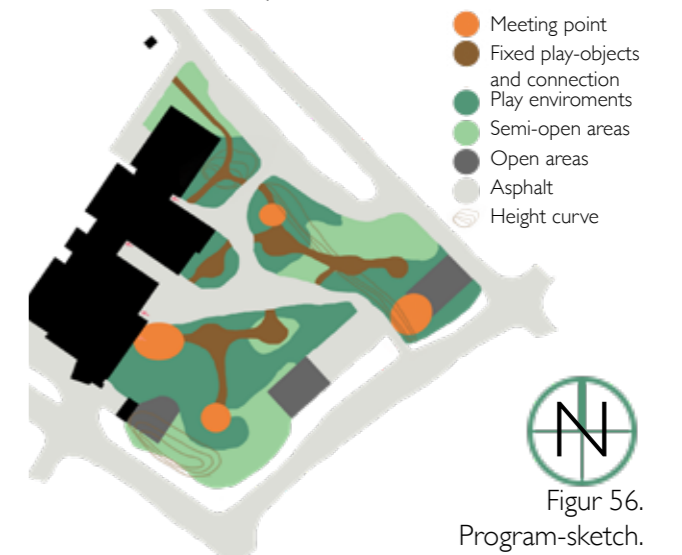 Meeting point
Fixed play-objects
and connection
Play enviroments
Semi-open areas
Open areas
Asphalt
Height curve
N
Figur 56.
Program-sketch.